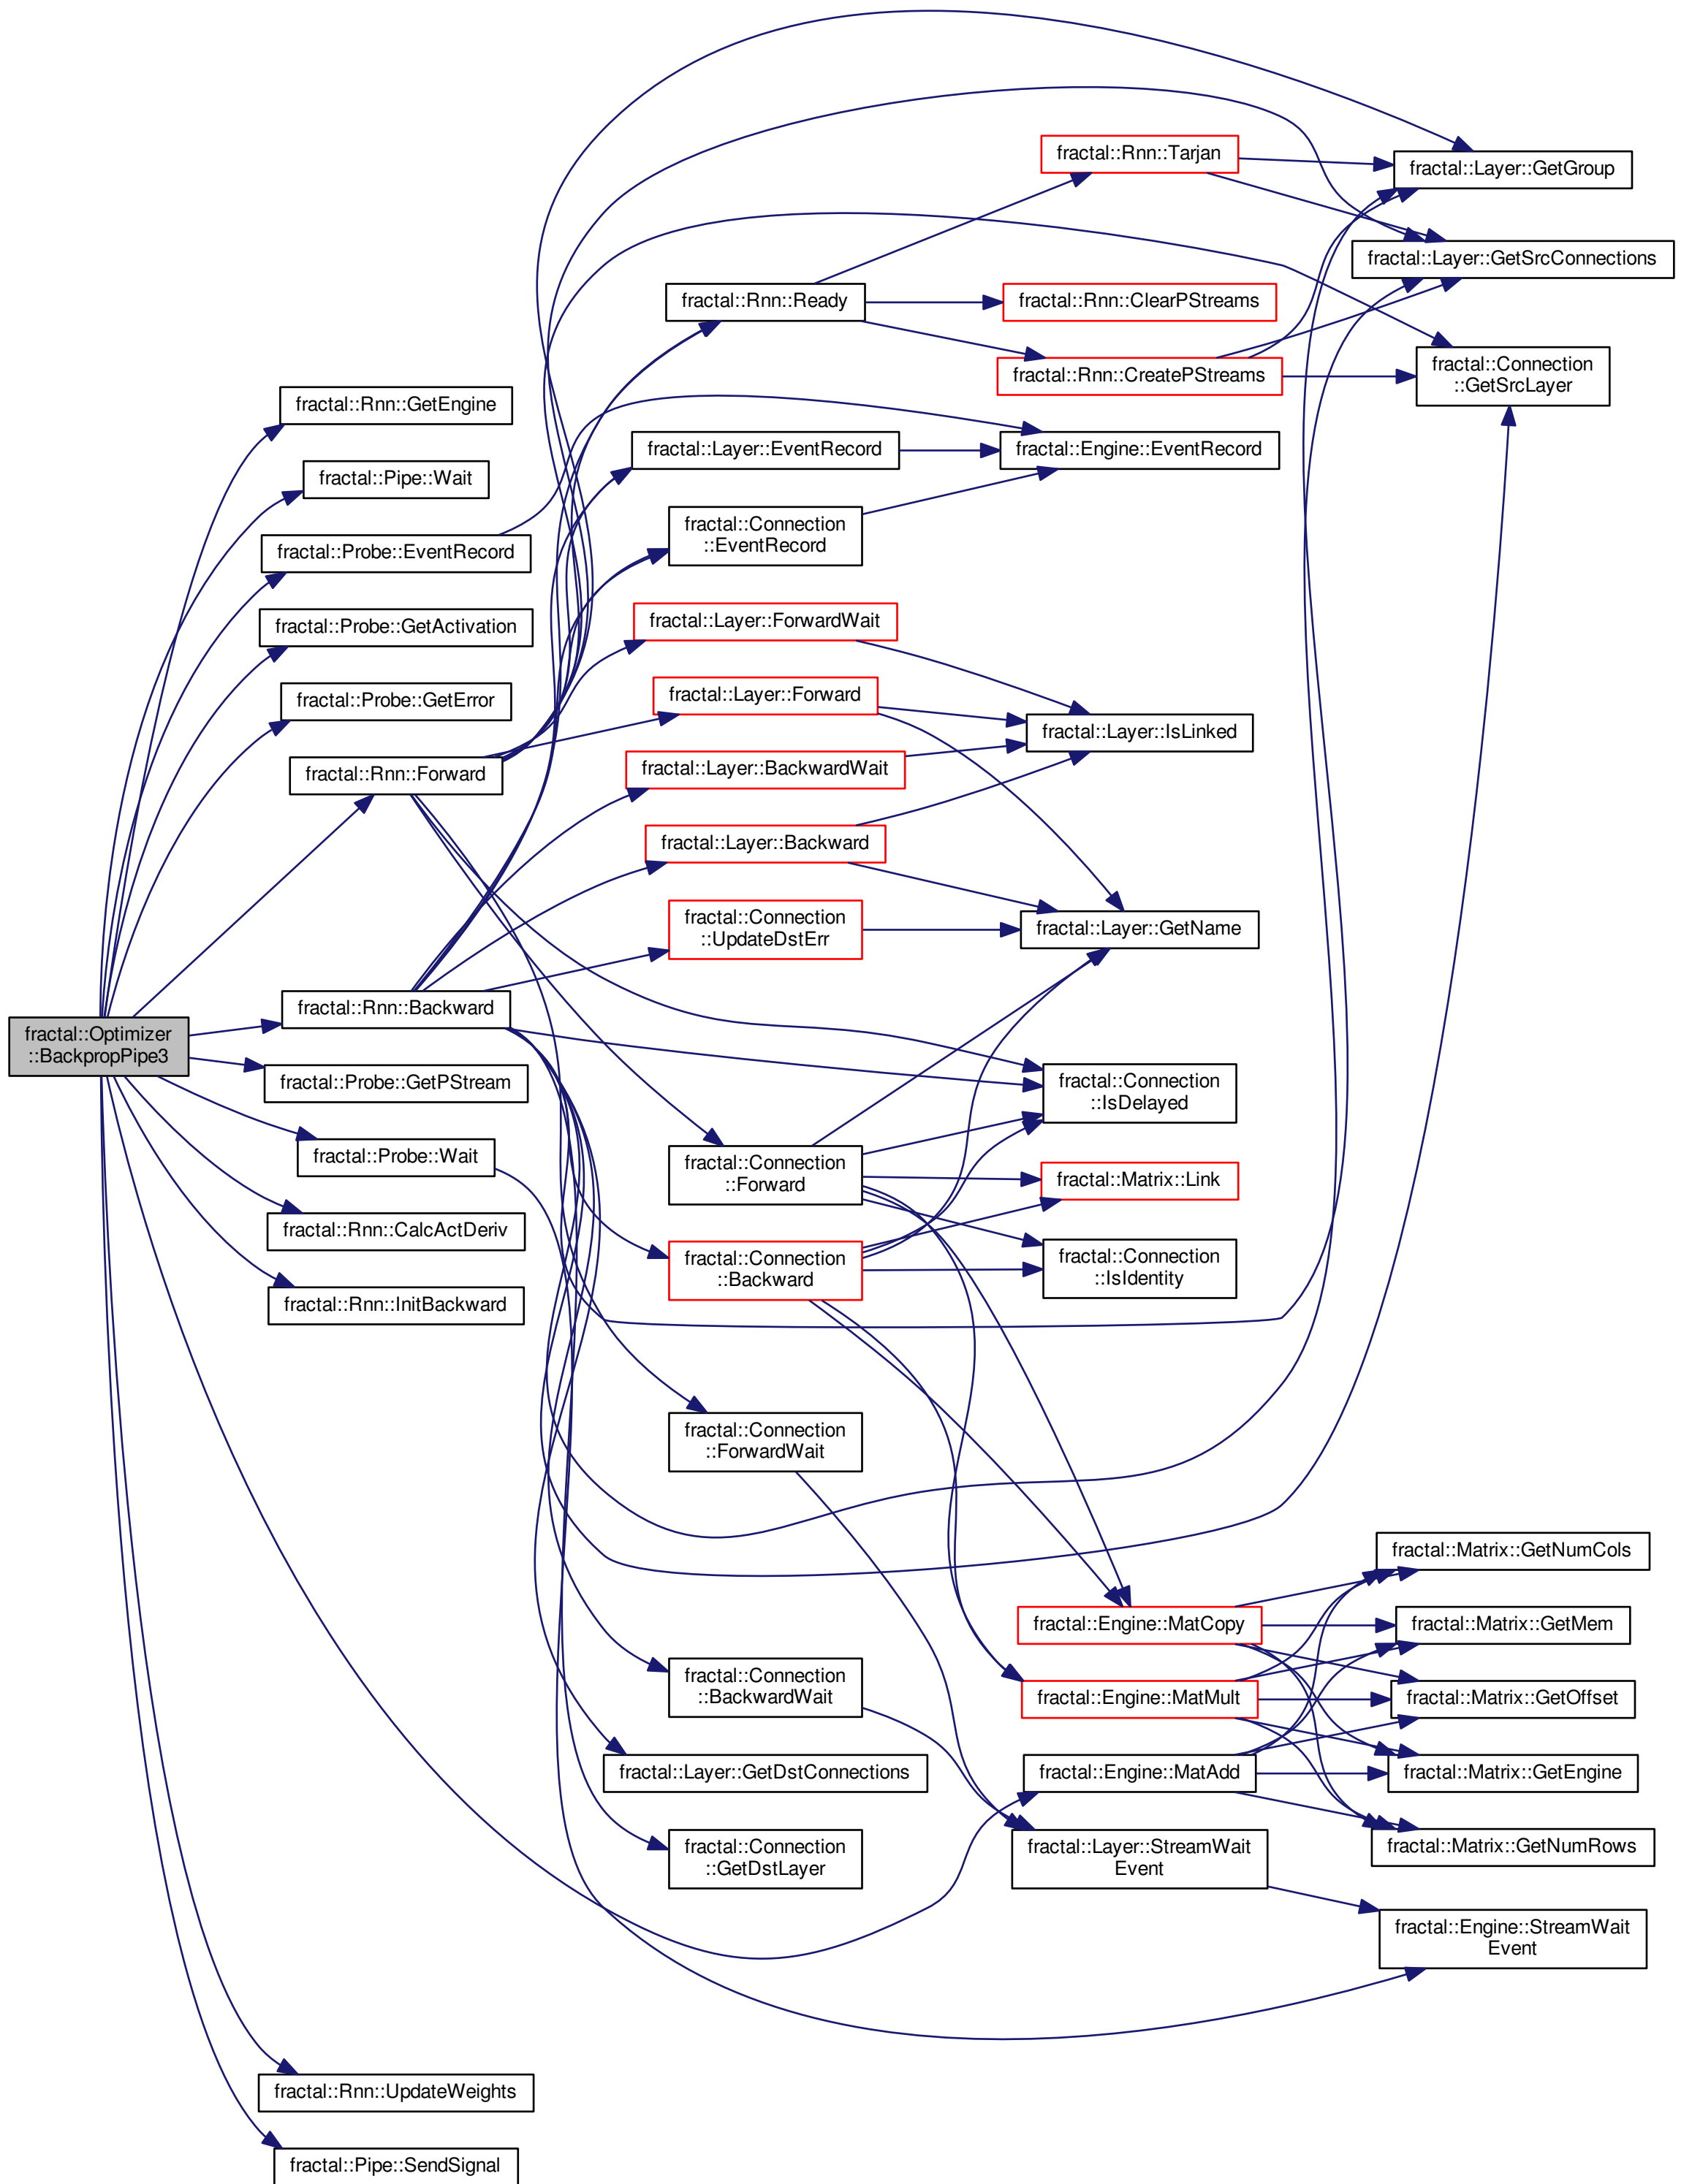 fractal::Optimizer
::BackpropPipe3
fractal::Rnn::GetEngine
fractal::Pipe::Wait
fractal::Probe::EventRecord
fractal::Probe::GetActivation
fractal::Probe::GetError
fractal::Rnn::Forward
fractal::Rnn::Backward
fractal::Probe::GetPStream
fractal::Probe::Wait
fractal::Rnn::CalcActDeriv
fractal::Rnn::InitBackward
fractal::Rnn::UpdateWeights
fractal::Pipe::SendSignal
fractal::Rnn::Ready
fractal::Layer::EventRecord
fractal::Connection
::EventRecord
fractal::Layer::ForwardWait
fractal::Layer::Forward
fractal::Layer::BackwardWait
fractal::Layer::Backward
fractal::Connection
::UpdateDstErr
fractal::Connection
::Forward
fractal::Connection
::Backward
fractal::Connection
::ForwardWait
fractal::Connection
::BackwardWait
fractal::Layer::GetDstConnections
fractal::Connection
::GetDstLayer
fractal::Rnn::Tarjan
fractal::Rnn::ClearPStreams
fractal::Rnn::CreatePStreams
fractal::Engine::EventRecord
fractal::Layer::IsLinked
fractal::Layer::GetName
fractal::Connection
::IsDelayed
fractal::Matrix::Link
fractal::Connection
::IsIdentity
fractal::Engine::MatCopy
fractal::Engine::MatMult
fractal::Engine::MatAdd
fractal::Layer::StreamWait
Event
fractal::Layer::GetGroup
fractal::Layer::GetSrcConnections
fractal::Connection
::GetSrcLayer
fractal::Matrix::GetNumCols
fractal::Matrix::GetMem
fractal::Matrix::GetOffset
fractal::Matrix::GetEngine
fractal::Matrix::GetNumRows
fractal::Engine::StreamWait
Event